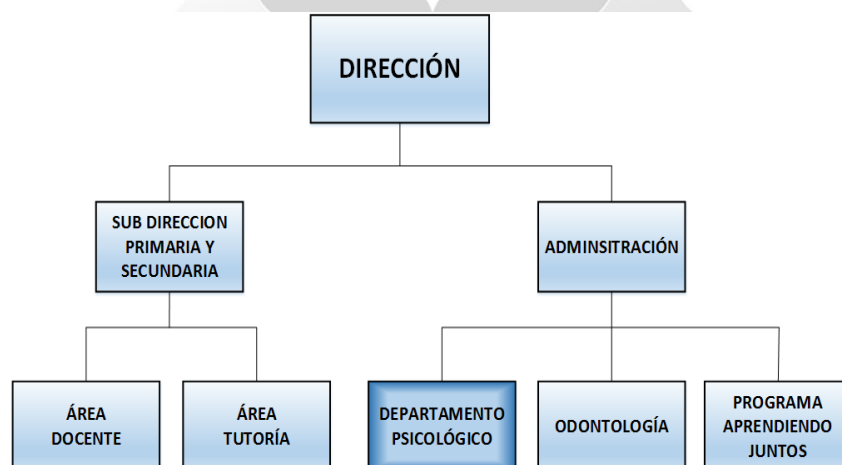 DIRECCIÓN
SUB DIRECCION
PRIMARIA Y
SECUNDARIA
ADMINSITRACIÓN
ÁREA
DOCENTE
ÁREA
TUTORÍA
DEPARTAMENTO
PSICOLÓGICO
ODONTOLOGÍA
PROGRAMA
APRENDIENDO
JUNTOS